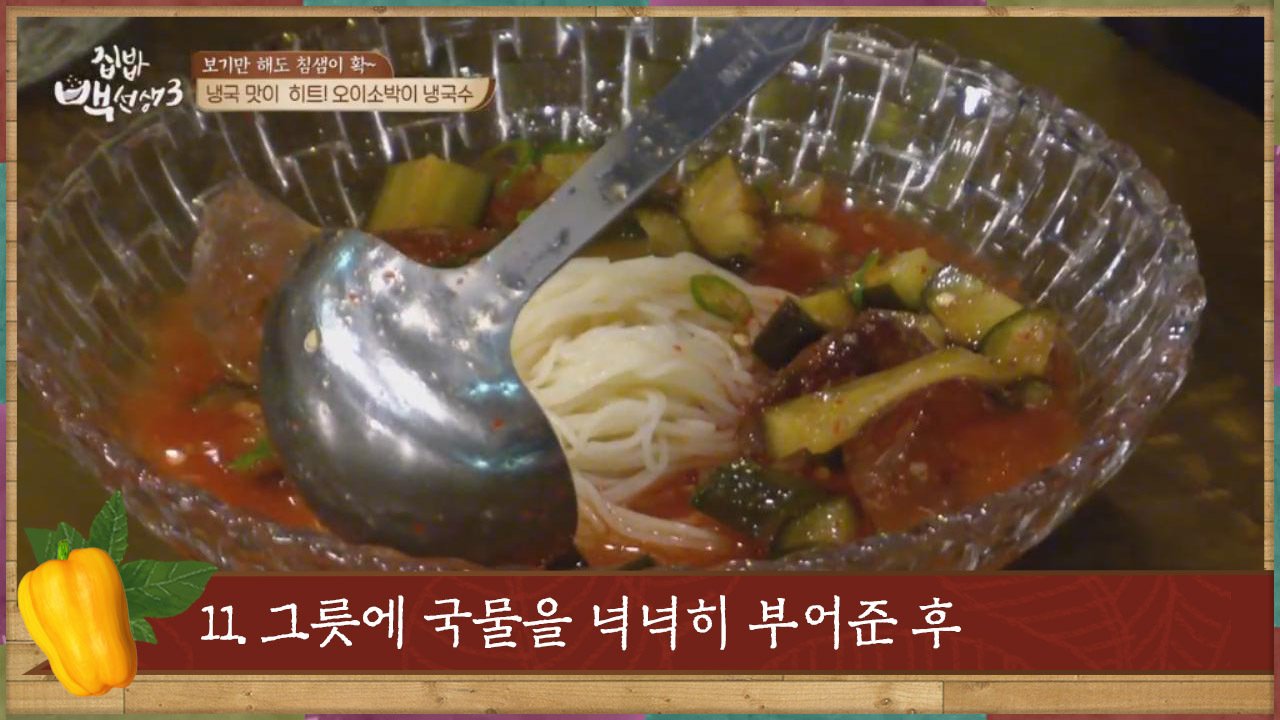 집밥
백선생3
보기만 해도 침샘이 확~
냉국 맛이 히트! 오이소박이 냉국수
11. 그릇에 국물을 넉넉히 부어준 후